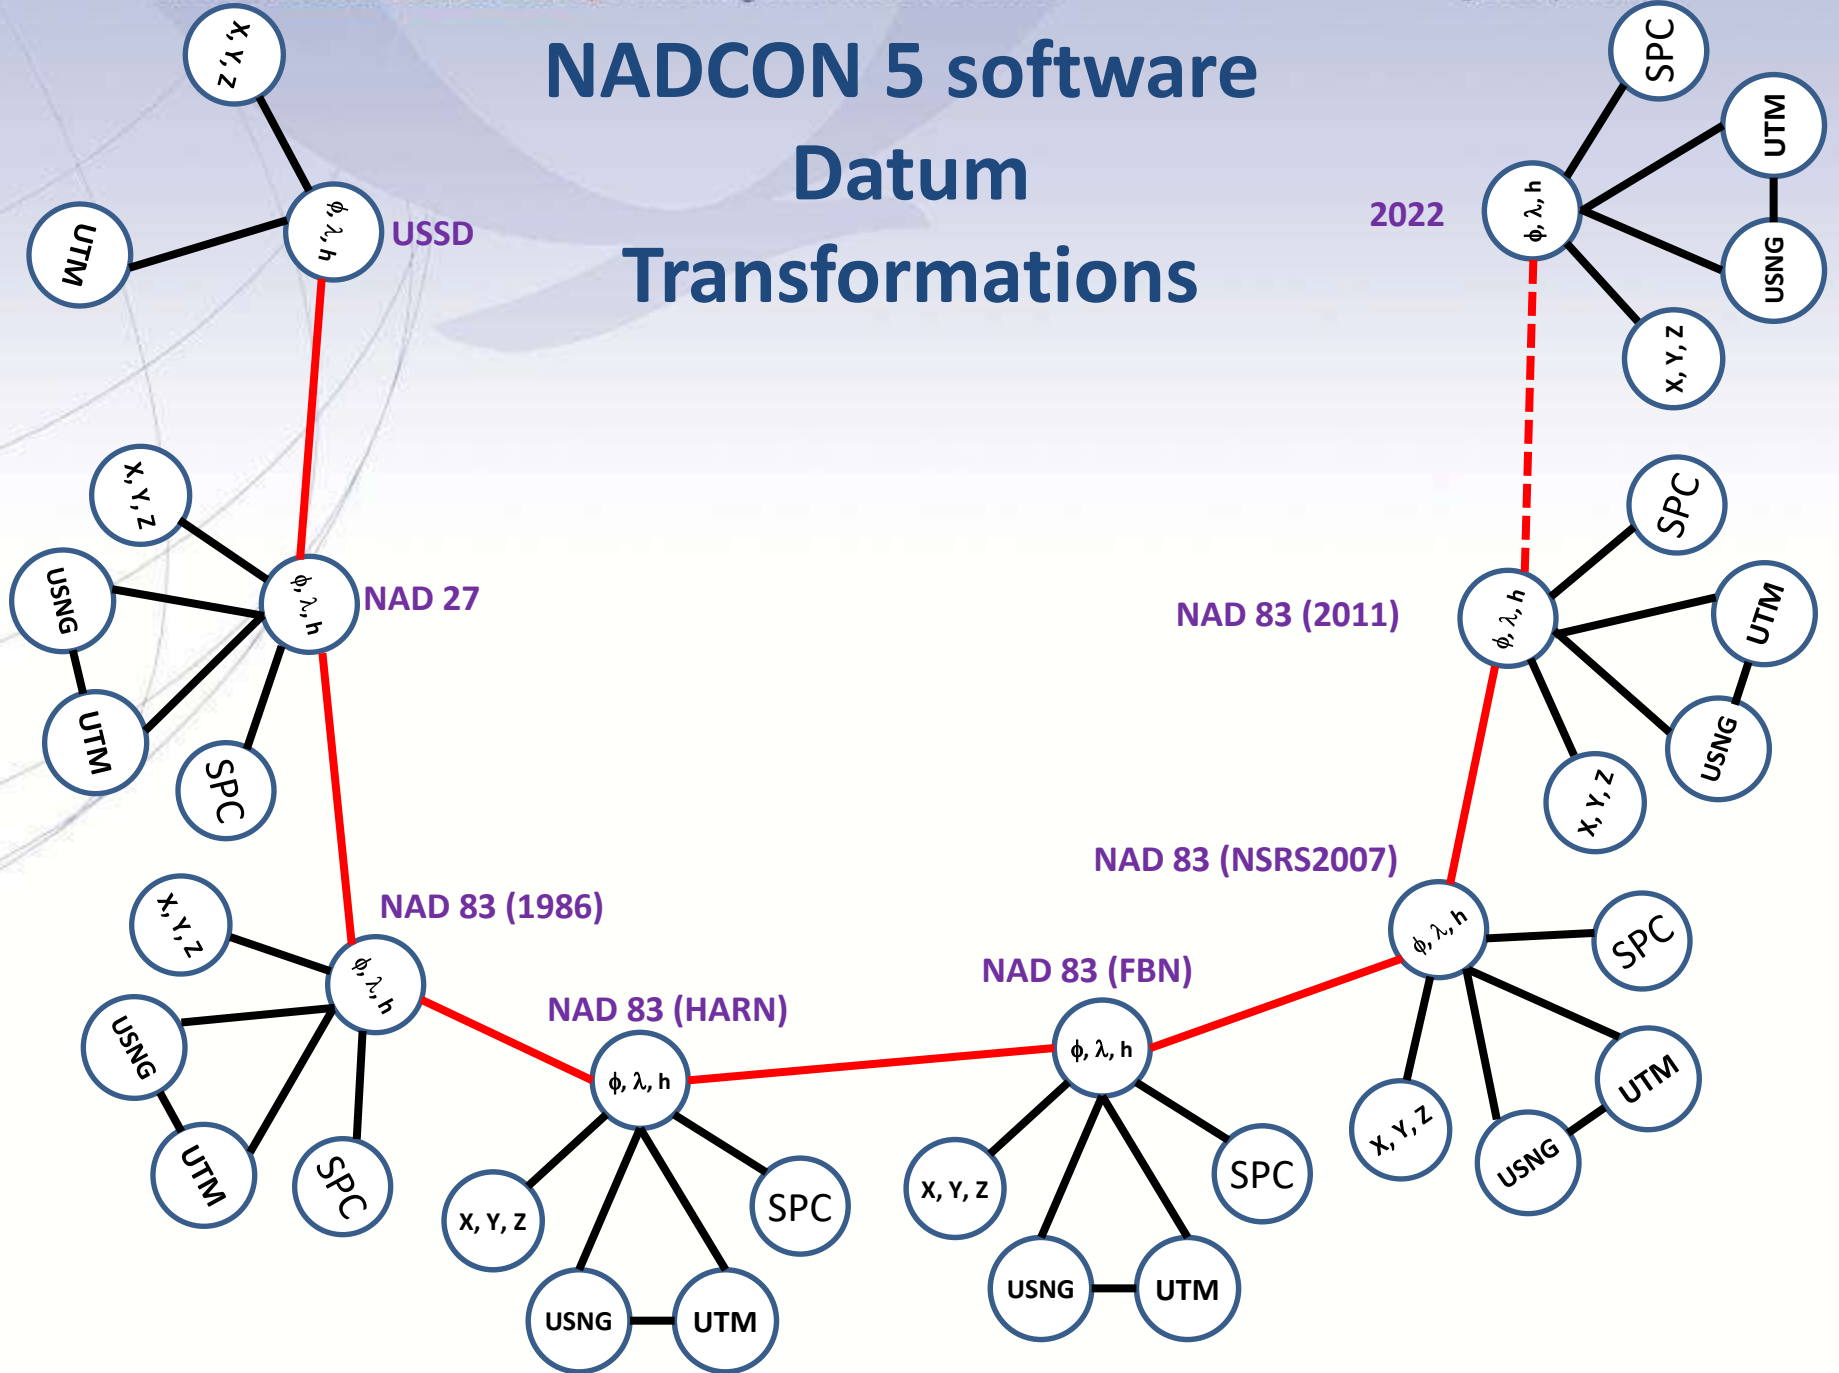 NADCON 5 software
Datum
Transformations
X, Y, Z
UTM
ϕ, λ, h
USSD
X, Y, Z
USNG
UTM
SPC
ϕ, λ, h
NAD 27
X, Y, Z
USNG
UTM
SPC
ϕ, λ, h
NAD 83 (1986)
NAD 83 (HARN)
ϕ, λ, h
X, Y, Z
USNG
UTM
SPC
NAD 83 (FBN)
ϕ, λ, h
X, Y, Z
USNG
UTM
SPC
NAD 83 (NSRS2007)
ϕ, λ, h
SPC
UTM
USNG
X, Y, Z
NAD 83 (2011)
ϕ, λ, h
SPC
UTM
USNG
X, Y, Z
2022
ϕ, λ, h
SPC
UTM
USNG
X, Y, Z